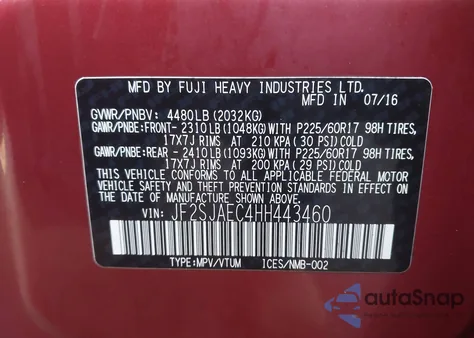 MFD BY FUJI HEAVY INDUSTRIES LTD.
MFD IN 07/16
GVWR/PNBV: 4480LB(2032KG)
GAWR/PNBE:FRONT- 2310LB(1048KG)WITH P225/60R17 98H TIRES,
17X7J RIMS AT 210 KPA (30 PSI)COLD
GAWR/PNBE:REAR - 2410LB(1093KG)WITH P225/60R17 98H TIRES,
17X7J RIMS AT 200 KPA (29 PSI)COLD
THIS VEHICLE CONFORMS TO ALL APPLICABLE FEDERAL MOTOR
VEHICLE SAFETY,BUMPER, AND THEFT PREVENTION STANDARDS
IN EFFECT ON THE DATE OF MANUFACTURE SHOWN ABOVE.
VIN: JF2SJAEC4HH443460
TYPE:MPV/VTUM ICES/NMB-002
autoSnap